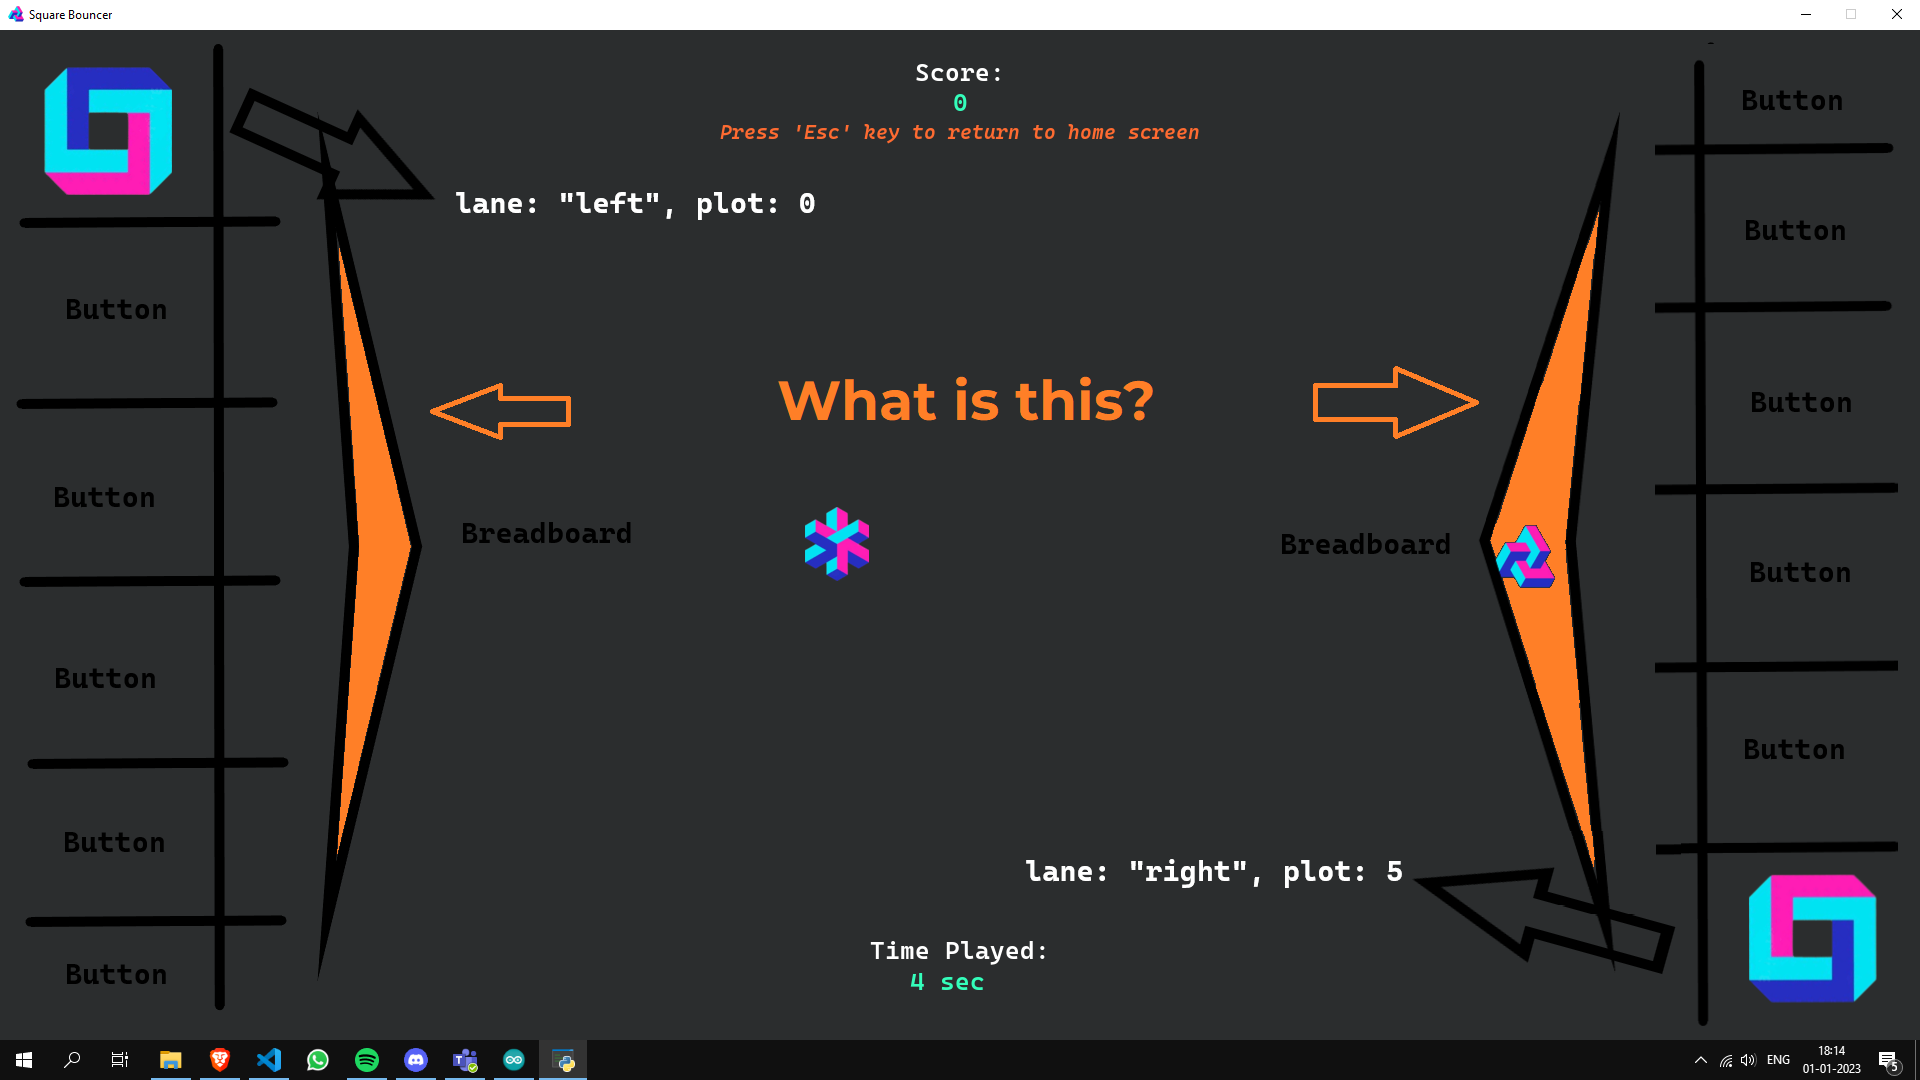 Square Bouncer
Score:
0
Press 'Esc' key to return to home screen
lane: "left", plot: 0
Button
Button
Button
Button
Button
What is this?
Breadboard
Breadboard
Button
Button
Button
Button
Button
lane: "right", plot: 5
Time Played:
4 sec
ENG
18:14
01-01-2023
5